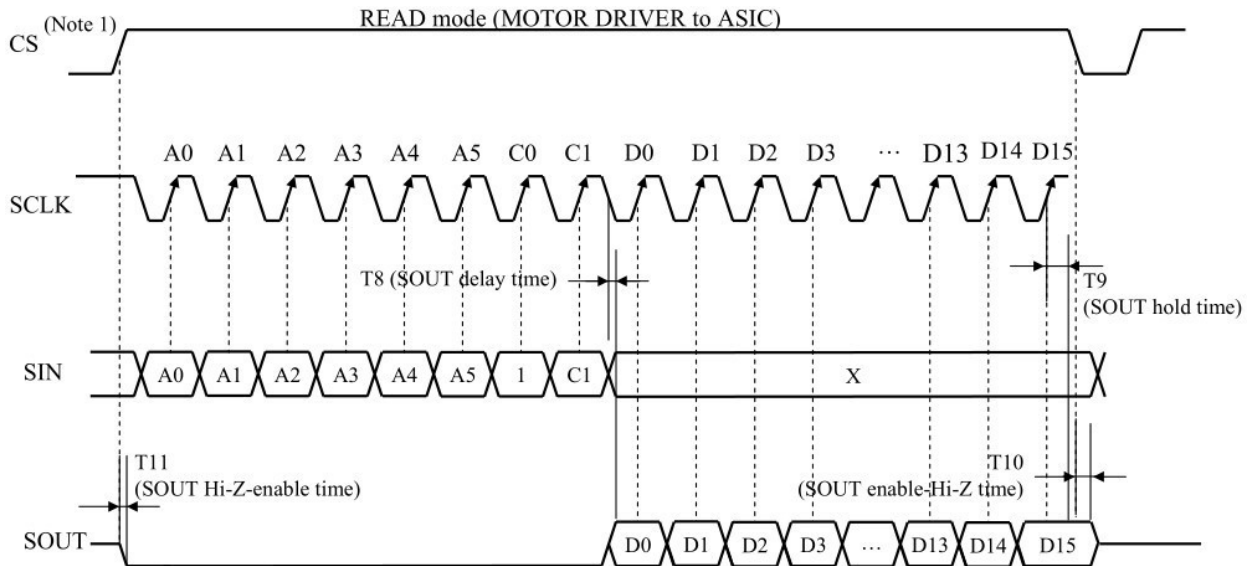 CS (Note 1) READ mode (MOTOR DRIVER to ASIC)
A0 A1 A2 A3 A4 A5 C0 C1 D0 D1 D2 D3 ... D13 D14 D15
SCLK
T8 (SOUT delay time)
T9
(SOUT hold time)
SIN A0 A1 A2 A3 A4 A5 1 C1 X
T11
(SOUT Hi-Z-enable time)
T10
(SOUT enable-Hi-Z time)
SOUT D0 D1 D2 D3 ... D13 D14 D15